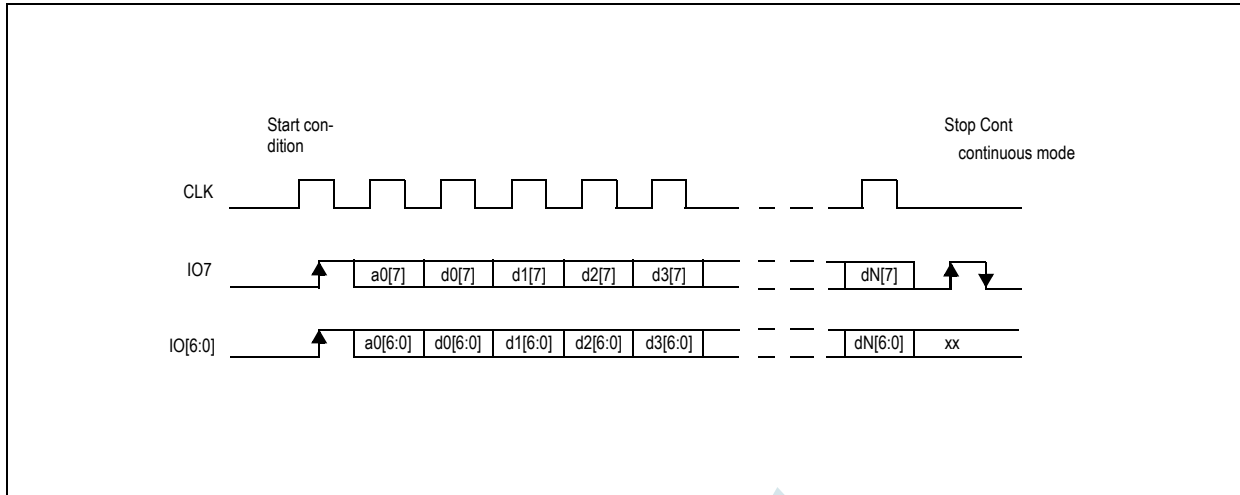 Start con-
dition
Stop Cont
continuous mode
CLK
IO7
a0[7] d0[7] d1[7] d2[7] d3[7] dN[7]
IO[6:0]
a0[6:0] d0[6:0] d1[6:0] d2[6:0] d3[6:0] dN[6:0] xx